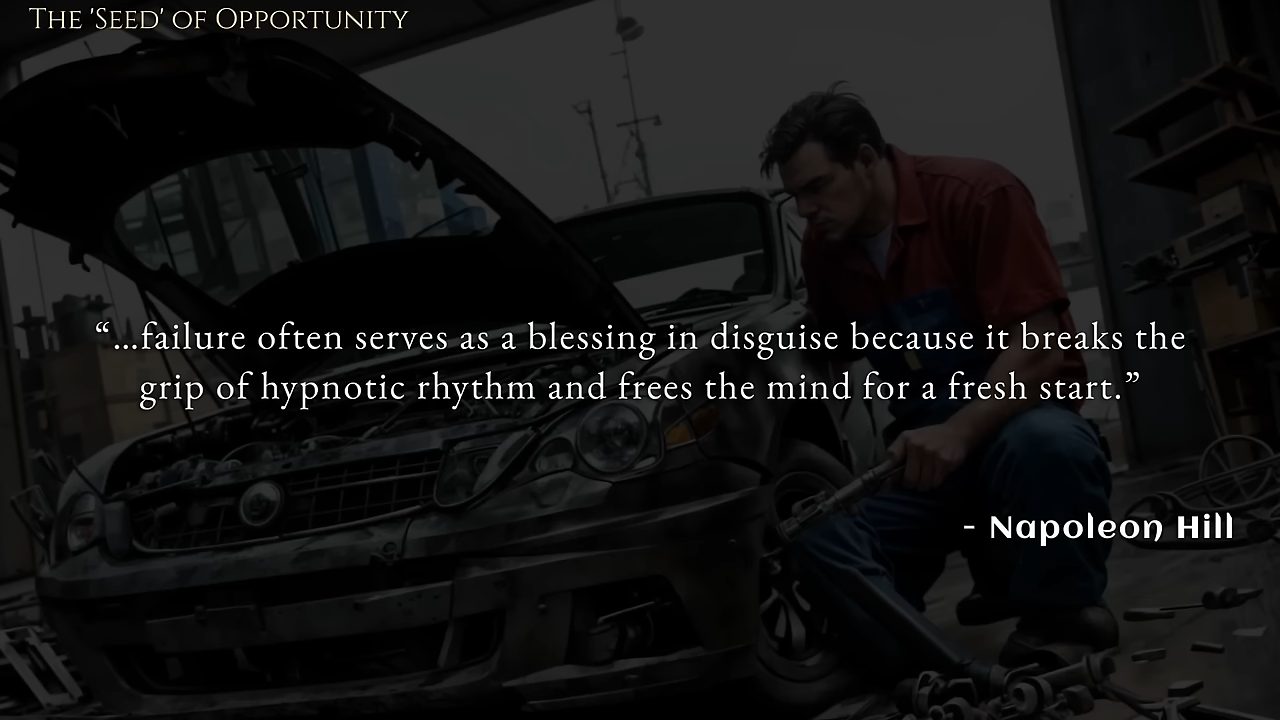 The 'Seed' of Opportunity
“...failure often serves as a blessing in disguise because it breaks the
grip of hypnotic rhythm and frees the mind for a fresh start.”
- Napoleon Hill